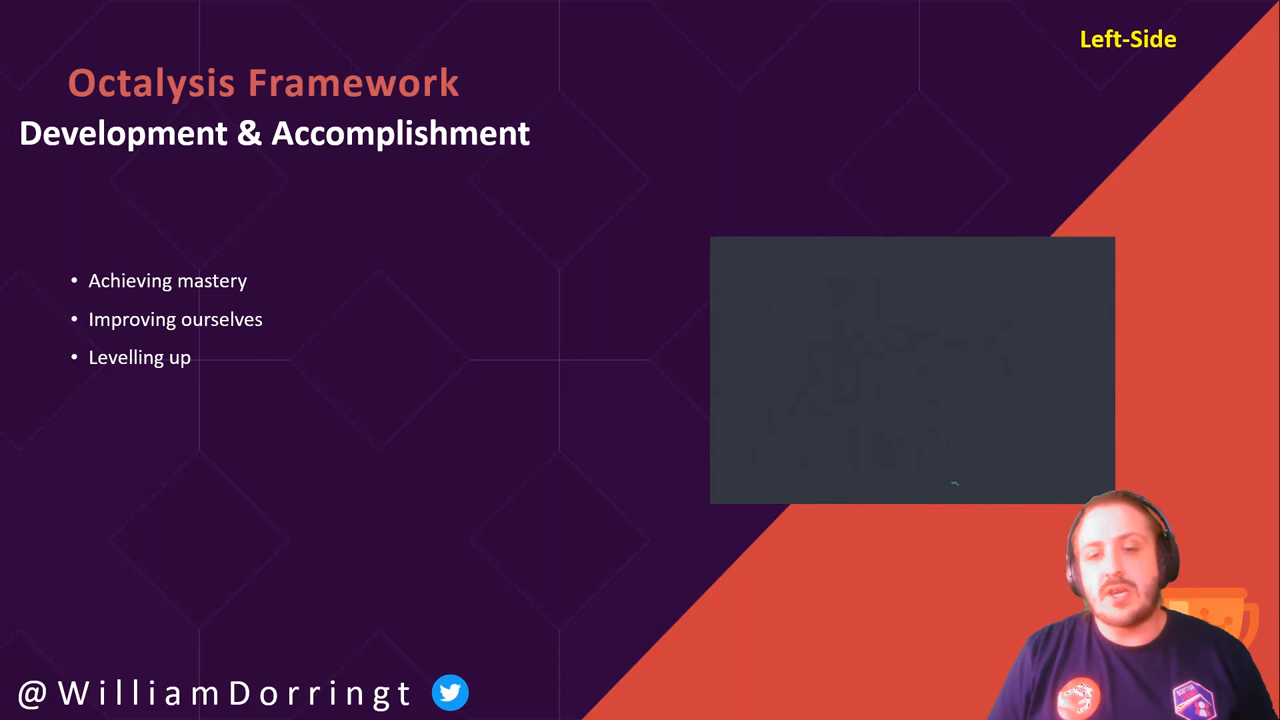 Left-Side
Octalysis Framework
Development & Accomplishment
• Achieving mastery
• Improving ourselves
• Levelling up
@WilliamDorringt